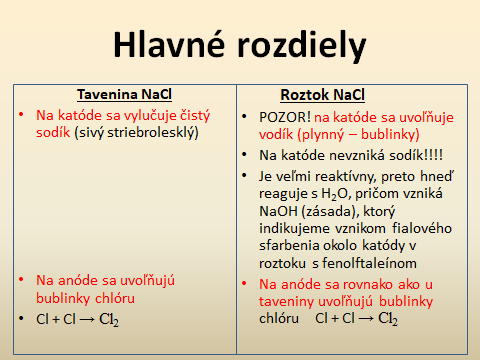 Hlavné rozdiely
Tavenina NaCl
• Na katóde sa vylučuje čistý
sodík (sivý striebrolesklý)
• Na anóde sa uvoľňujú
bublinky chlóru
• Cl + Cl → Cl₂
Roztok NaCl
• POZOR! na katóde sa uvoľňuje
vodík (plynný – bublinky)
• Na katóde nevzniká sodík!!!!
• Je veľmi reaktívny, preto hneď
reaguje s H₂O, pričom vzniká
NaOH (zásada), ktorý
indikujeme vznikom fialového
sfarbenia okolo katódy v
roztoku s fenolftaleínom
• Na anóde sa rovnako ako u
taveniny uvoľňujú bublinky
chlóru Cl + Cl → Cl₂